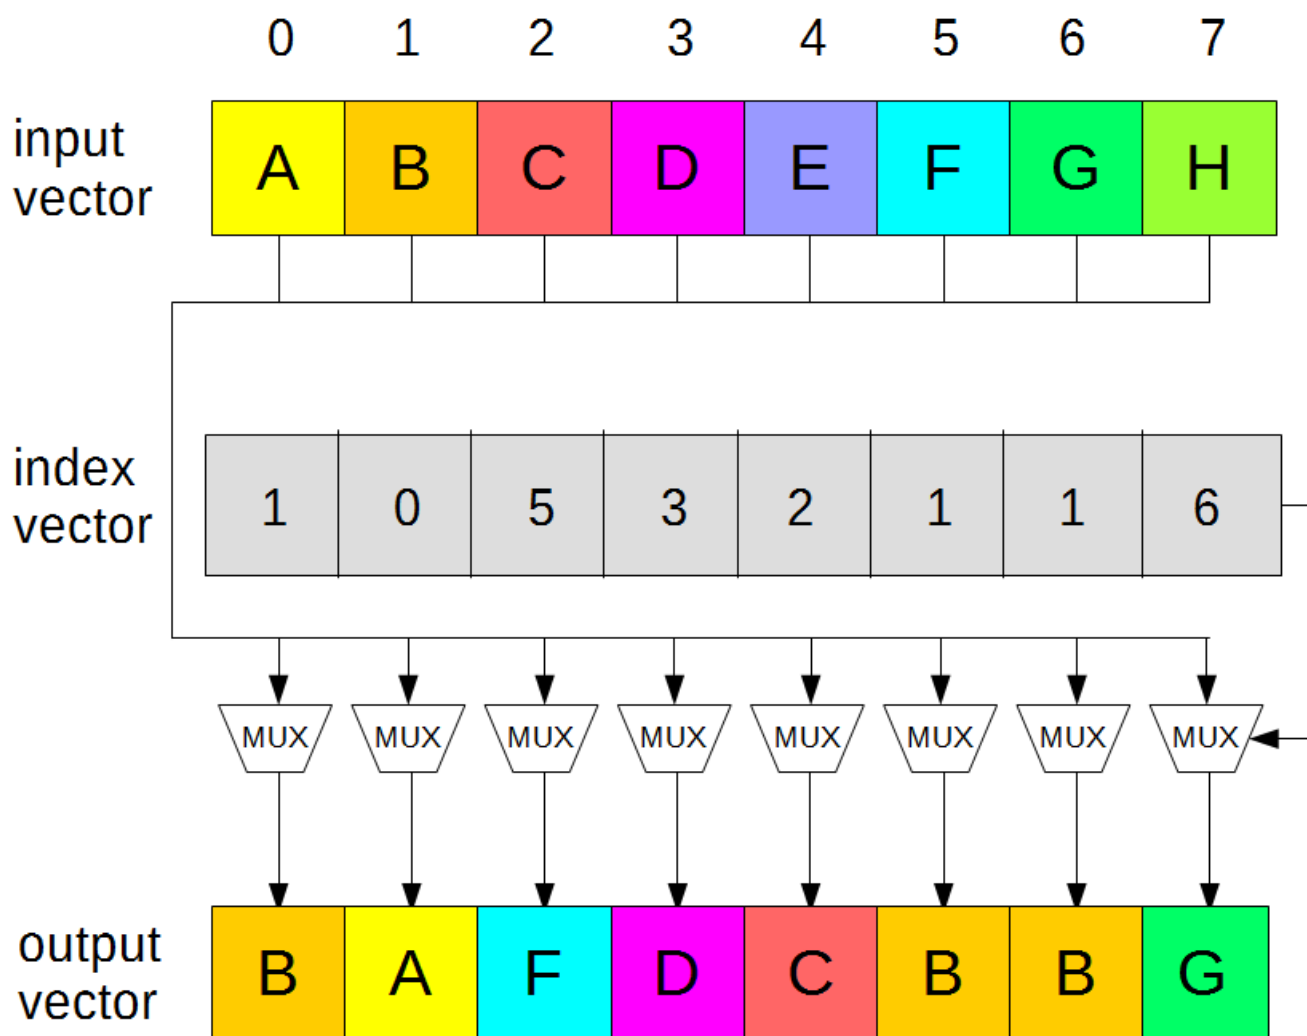 0 1 2 3 4 5 6 7
input
vector
A B C D E F G H
index
vector
1 0 5 3 2 1 1 6
MUX MUX MUX MUX MUX MUX MUX MUX
output
vector
B A F D C B B G